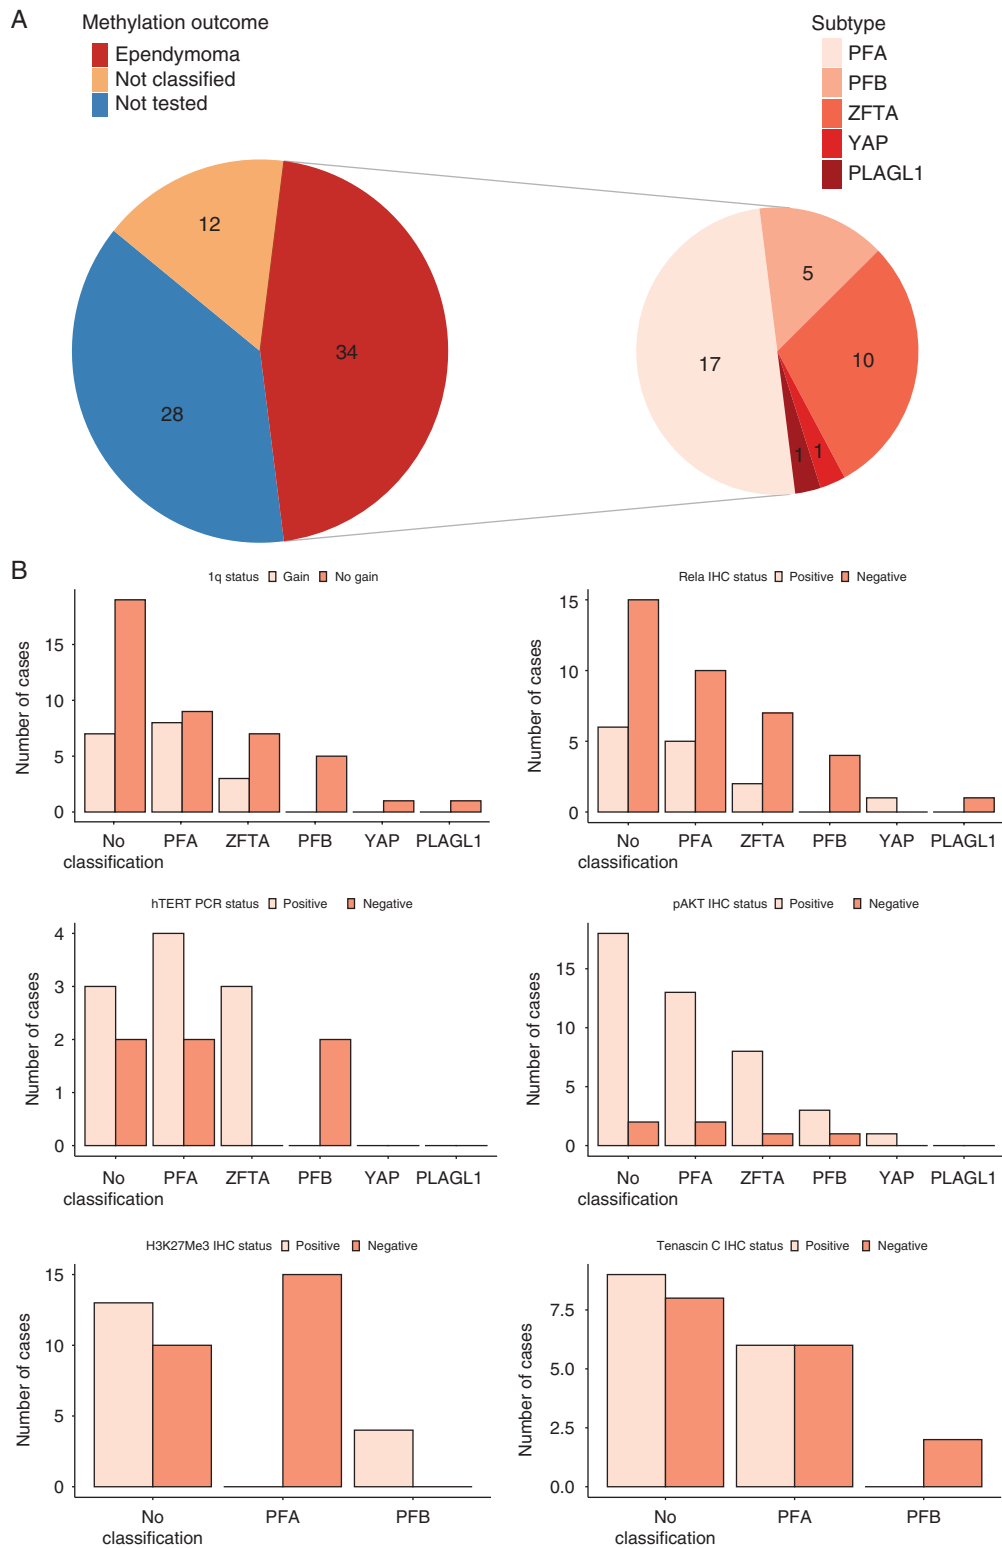 A
Methylation outcome
Ependymoma
Not classified
Not tested
Subtype
PFA
PFB
ZFTA
YAP
PLAGL1
12
34
28
5
10
17
1
1
B
1q status Gain No gain
Number of cases
15
10
5
0
No classification PFA ZFTA PFB YAP PLAGL1
Rela IHC status Positive Negative
Number of cases
15
10
5
0
No classification PFA ZFTA PFB YAP PLAGL1
hTERT PCR status Positive Negative
Number of cases
4
3
2
1
0
No classification PFA ZFTA PFB YAP PLAGL1
pAKT IHC status Positive Negative
Number of cases
15
10
5
0
No classification PFA ZFTA PFB YAP PLAGL1
H3K27Me3 IHC status Positive Negative
Number of cases
15
10
5
0
No classification PFA PFB
Tenascin C IHC status Positive Negative
Number of cases
7.5
5.0
2.5
0.0
No classification PFA PFB